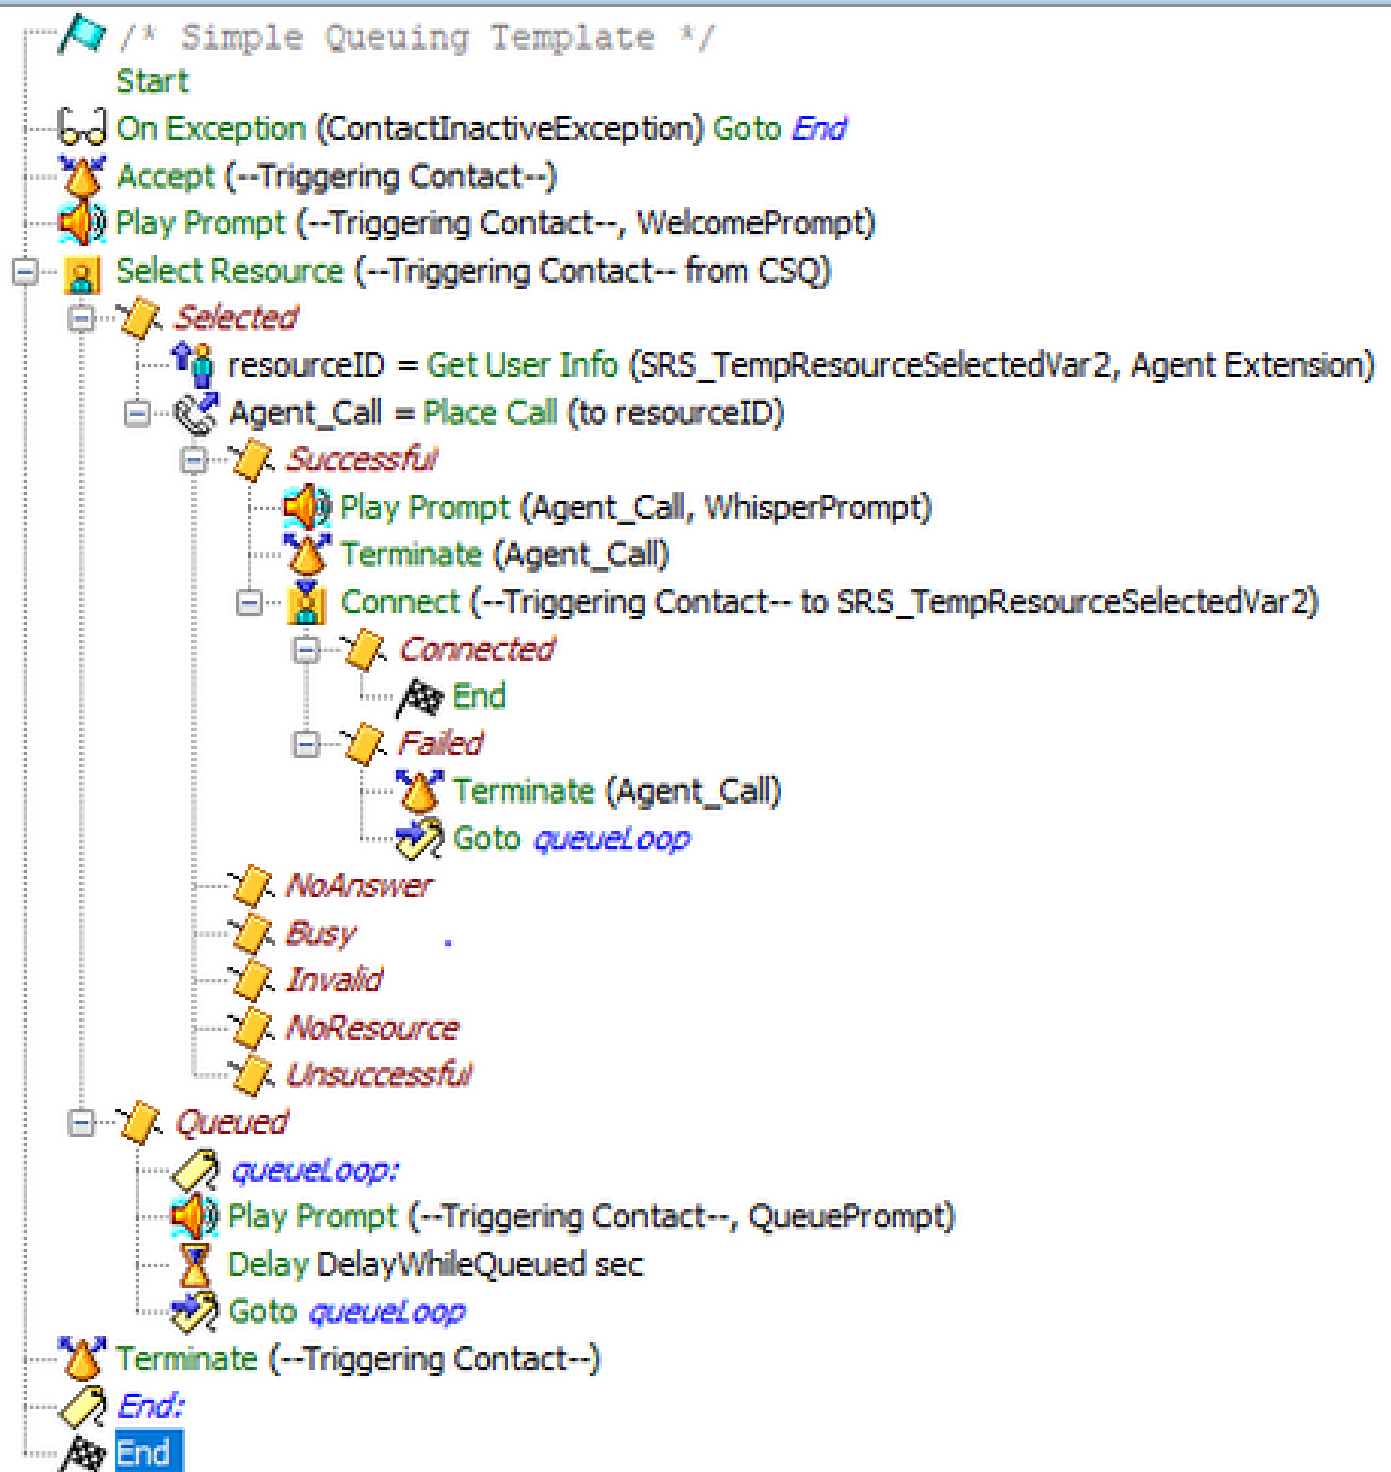 /* Simple Queuing Template */
Start
On Exception (ContactInactiveException) Goto End
Accept (--Triggering Contact--)
Play Prompt (--Triggering Contact--, WelcomePrompt)
Select Resource (--Triggering Contact-- from CSQ)
Selected
resourceID = Get User Info (SRS_TempResourceSelectedVar2, Agent Extension)
Agent_Call = Place Call (to resourceID)
Successful
Play Prompt (Agent_Call, WhisperPrompt)
Terminate (Agent_Call)
Connect (--Triggering Contact-- to SRS_TempResourceSelectedVar2)
Connected
End
Failed
Terminate (Agent_Call)
Goto queueLoop
NoAnswer
Busy
Invalid
NoResource
Unsuccessful
Queued
queueLoop:
Play Prompt (--Triggering Contact--, QueuePrompt)
Delay DelayWhileQueued sec
Goto queueLoop
Terminate (--Triggering Contact--)
End:
End